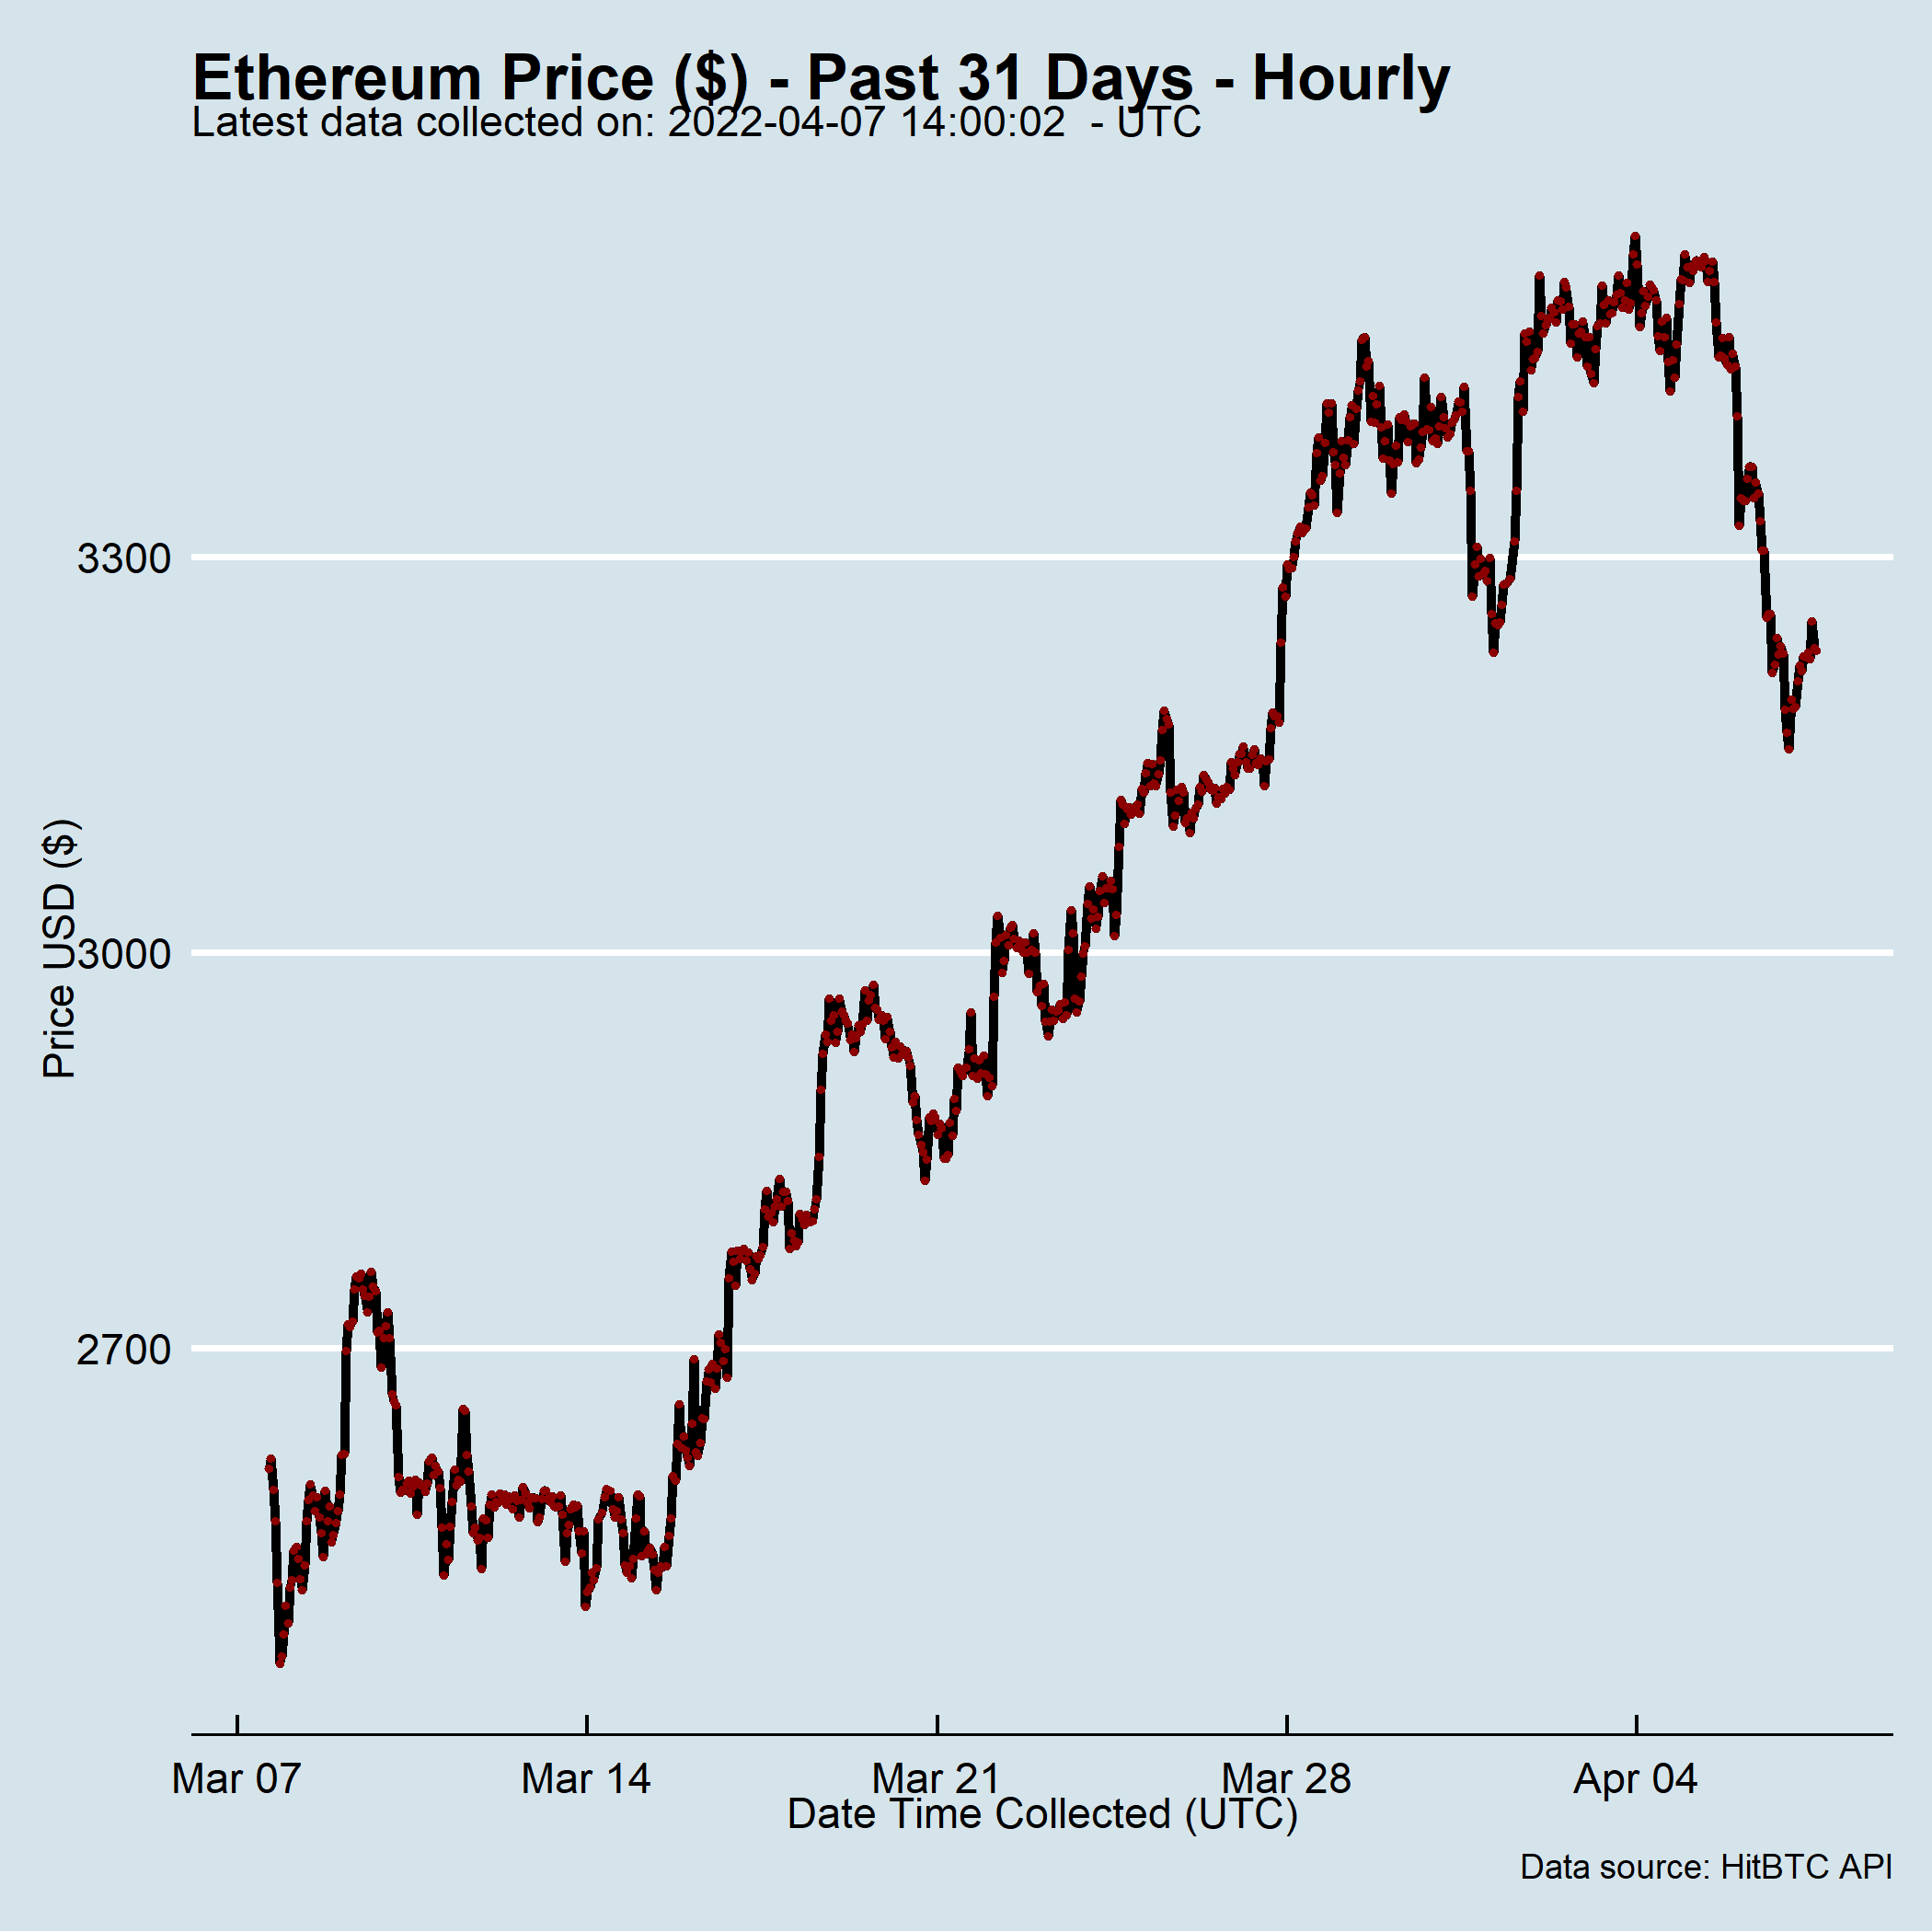 Ethereum Price ($) - Past 31 Days - Hourly
Latest data collected on: 2022-04-07 14:00:02  - UTC
Price USD ($)
3300
3000
2700
Mar 07
Mar 14
Mar 21
Mar 28
Apr 04
Date Time Collected (UTC)
Data source: HitBTC API